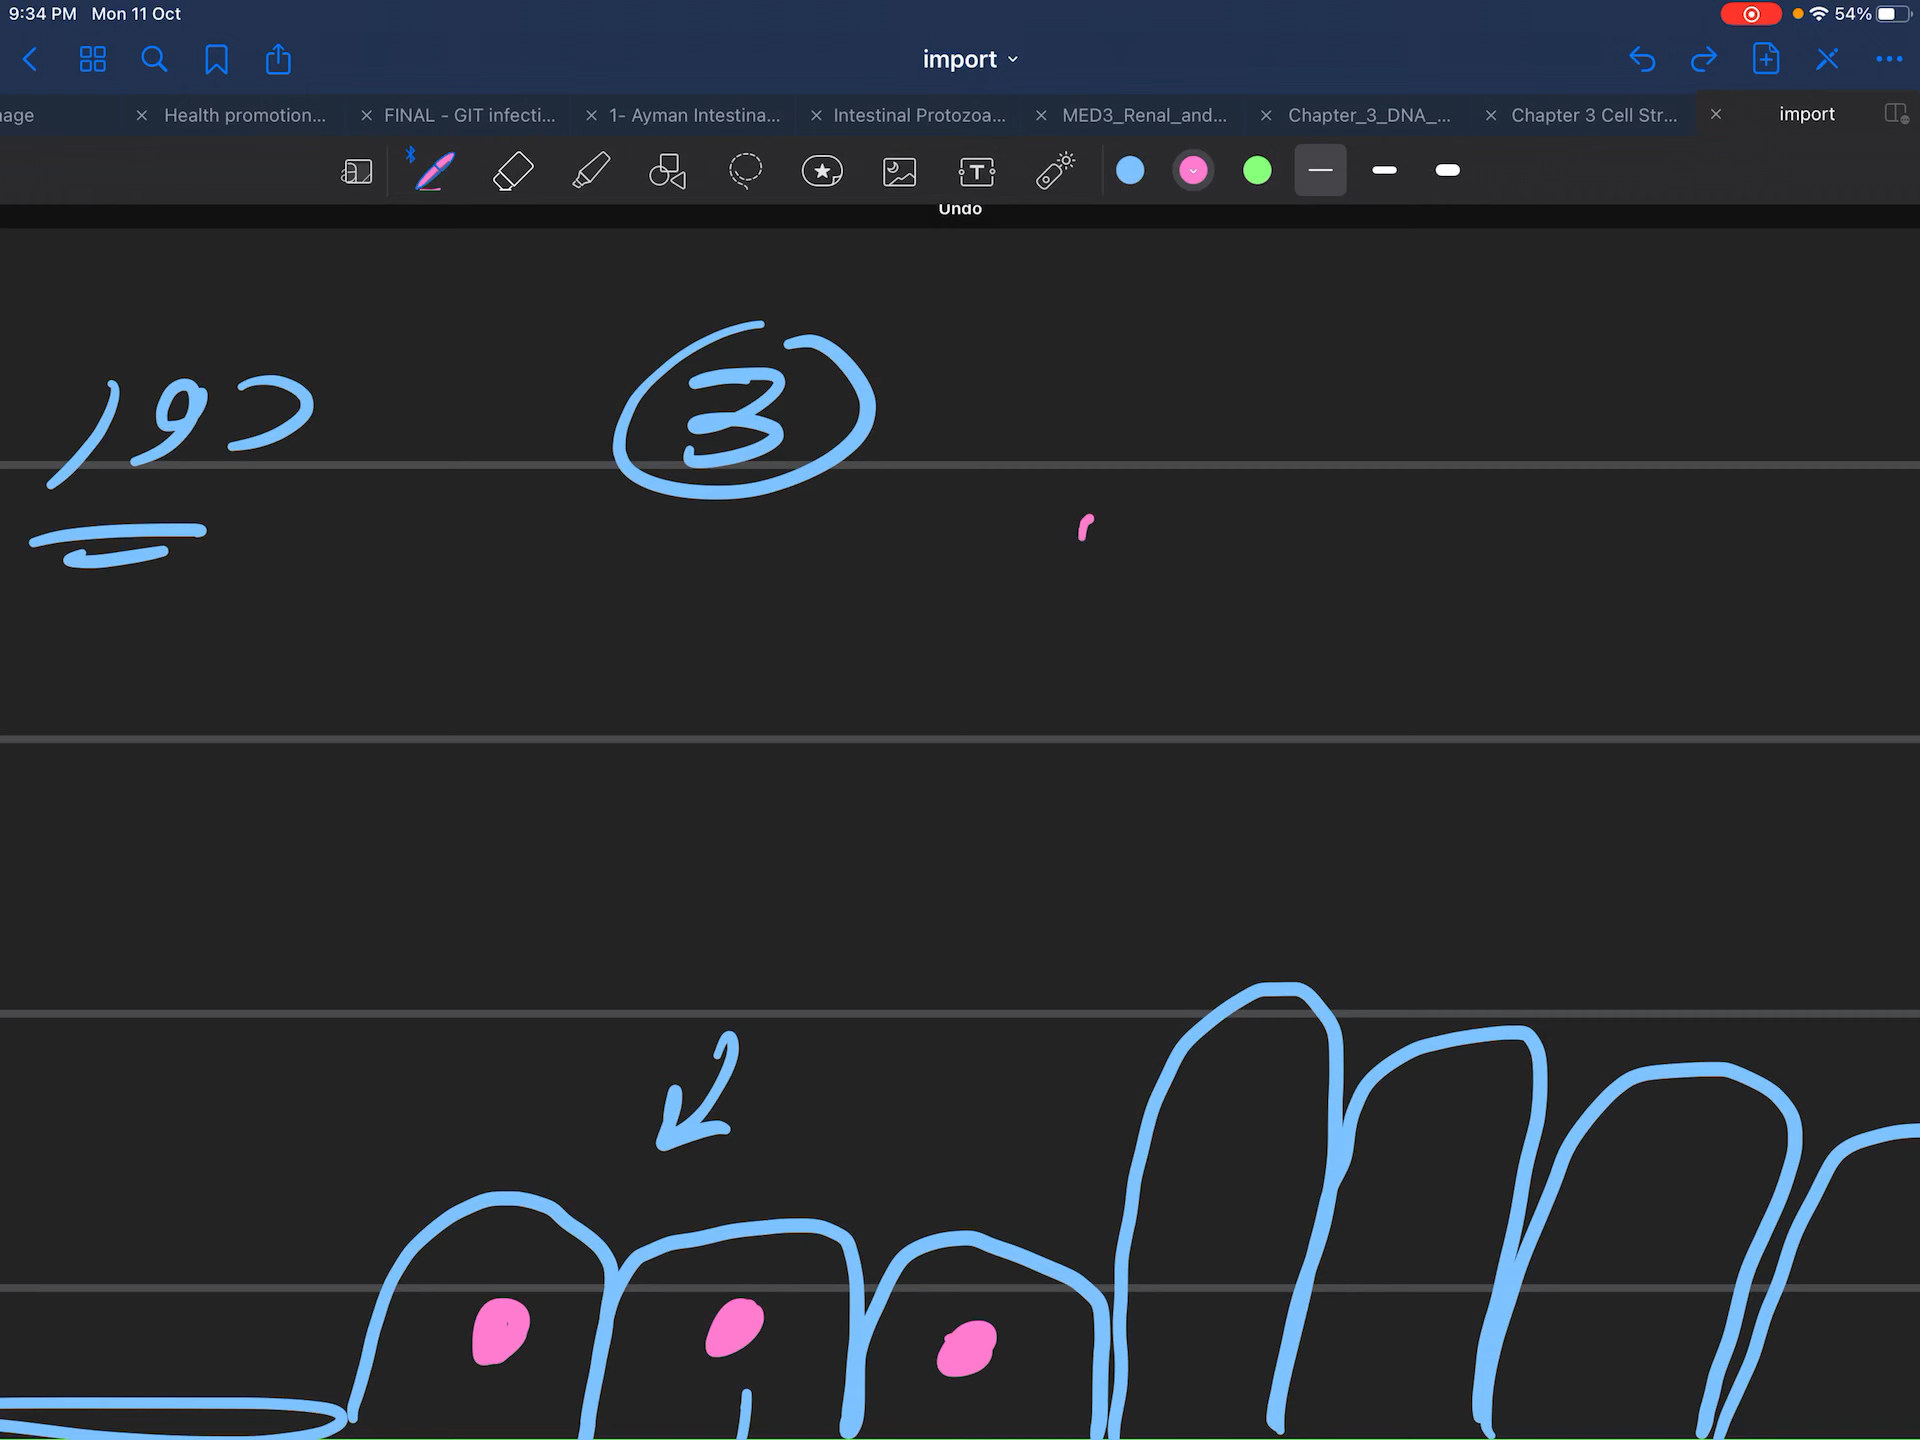 9:34 PM Mon 11 Oct 54%
import
age Health promotion... FINAL - GIT infecti... 1- Ayman Intestina... Intestinal Protozoa... MED3_Renal_and... Chapter_3_DNA_... Chapter 3 Cell Str... import
Undo
3